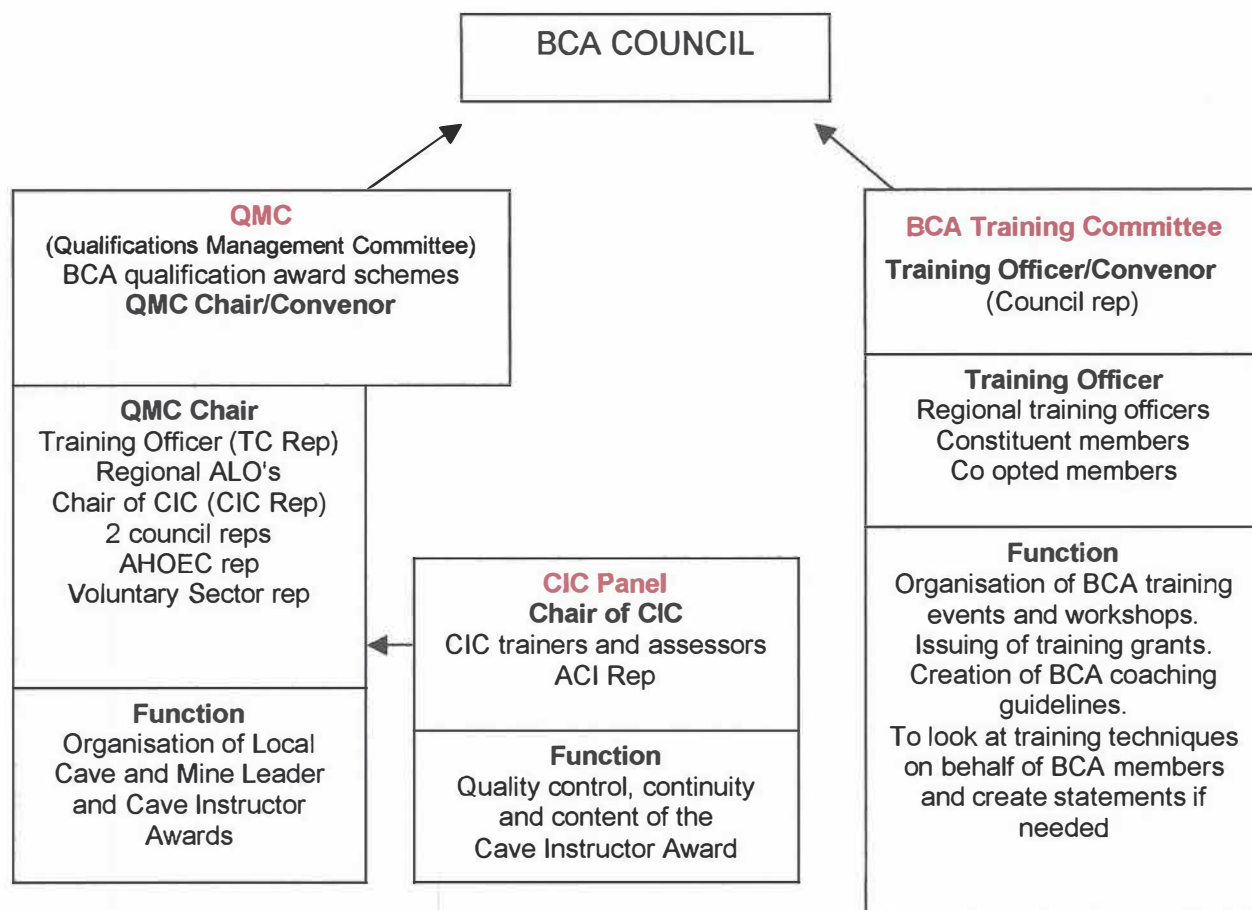 BCA COUNCIL
QMC
(Qualifications Management Committee)
BCA qualification award schemes
QMC Chair/Convenor
QMC Chair
Training Officer (TC Rep)
Regional ALO's
Chair of CIC (CIC Rep)
2 council reps
AHOEC rep
Voluntary Sector rep
Function
Organisation of Local
Cave and Mine Leader
and Cave Instructor
Awards
CIC Panel
Chair of CIC
CIC trainers and assessors
ACI Rep
Function
Quality control, continuity
and content of the
Cave Instructor Award
BCA Training Committee
Training Officer/Convenor
(Council rep)
Training Officer
Regional training officers
Constituent members
Co opted members
Function
Organisation of BCA training
events and workshops.
Issuing of training grants.
Creation of BCA coaching
guidelines.
To look at training techniques
on behalf of BCA members
and create statements if
needed